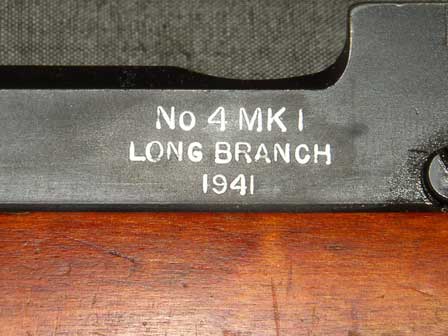 No 4 MK I
LONG BRANCH
1941